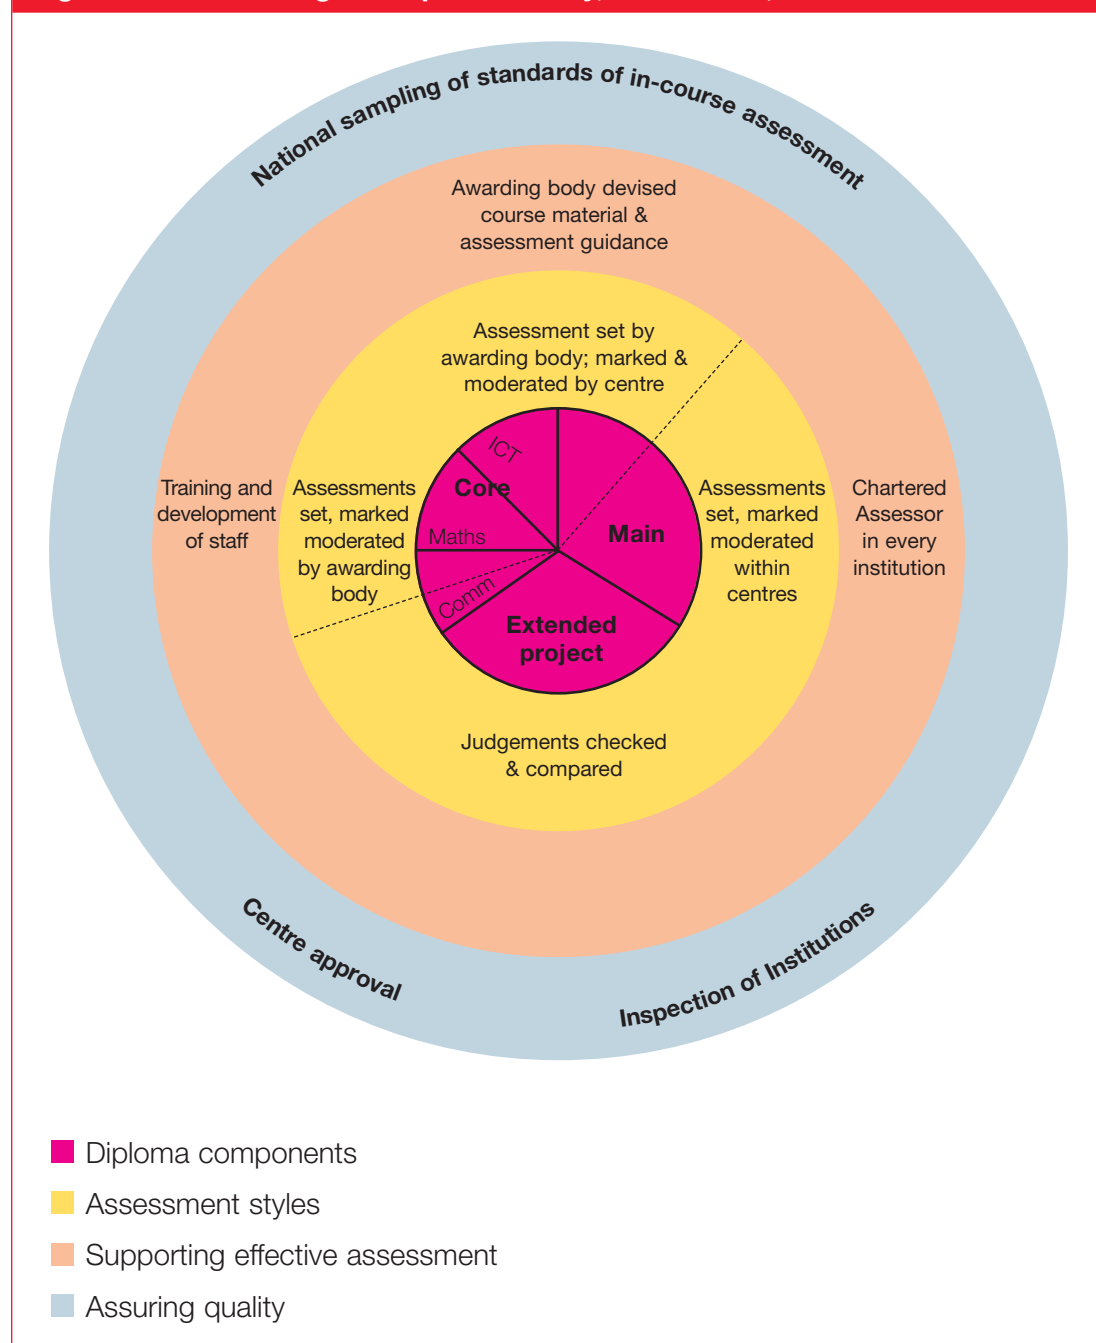 National sampling of standards of in-course assessment
Awarding body devised
course material &
assessment guidance
Assessment set by
awarding body; marked &
moderated by centre
Training and
development
of staff
Assessments
set, marked
moderated
by awarding
body
ICT
Core
Maths
Comm
Main
Extended
project
Assessments
set, marked
moderated
within
centres
Chartered
Assessor
in every
institution
Judgements checked
& compared
Centre approval
Inspection of Institutions
Diploma components
Assessment styles
Supporting effective assessment
Assuring quality